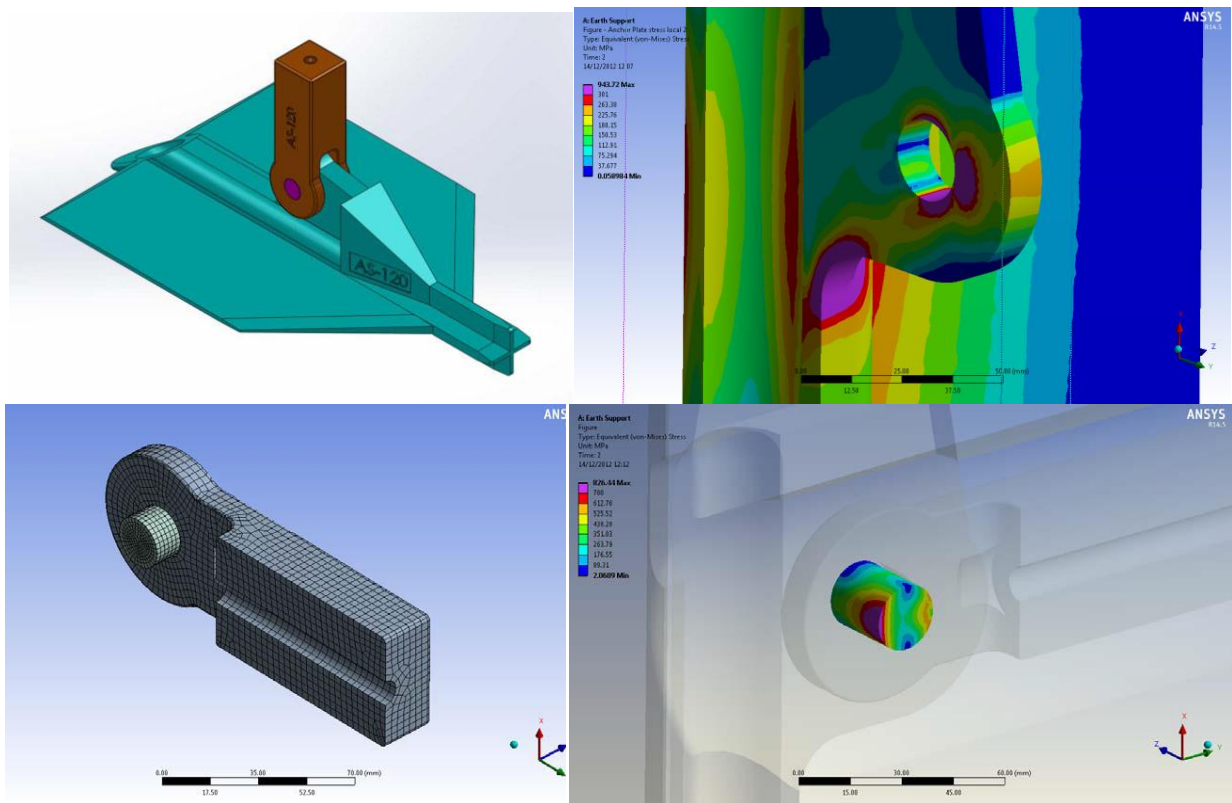 AS-120
AS-120
A: Earth Support
Figure - Anchor Plate stress local 2
Type: Equivalent (von-Mises) Stress
Unit: MPa
Time: 2
14/12/2012 12:07
943.72 Max
301
263.38
225.76
188.15
150.53
112.91
75.294
37.677
0.058984 Min
ANSYS
R14.5
0.00
25.00
50.00 (mm)
12.50
37.50
X
Z
Y
ANS
X
0.00
35.00
70.00 (mm)
17.50
52.50
A: Earth Support
Figure
Type: Equivalent (von-Mises) Stress
Unit: MPa
Time: 2
14/12/2012 12:12
826.44 Max
700
612.76
525.52
438.28
351.03
263.79
176.55
89.31
2.0609 Min
ANSYS
R14.5
0.00
30.00
60.00 (mm)
15.00
45.00
X
Z
Y